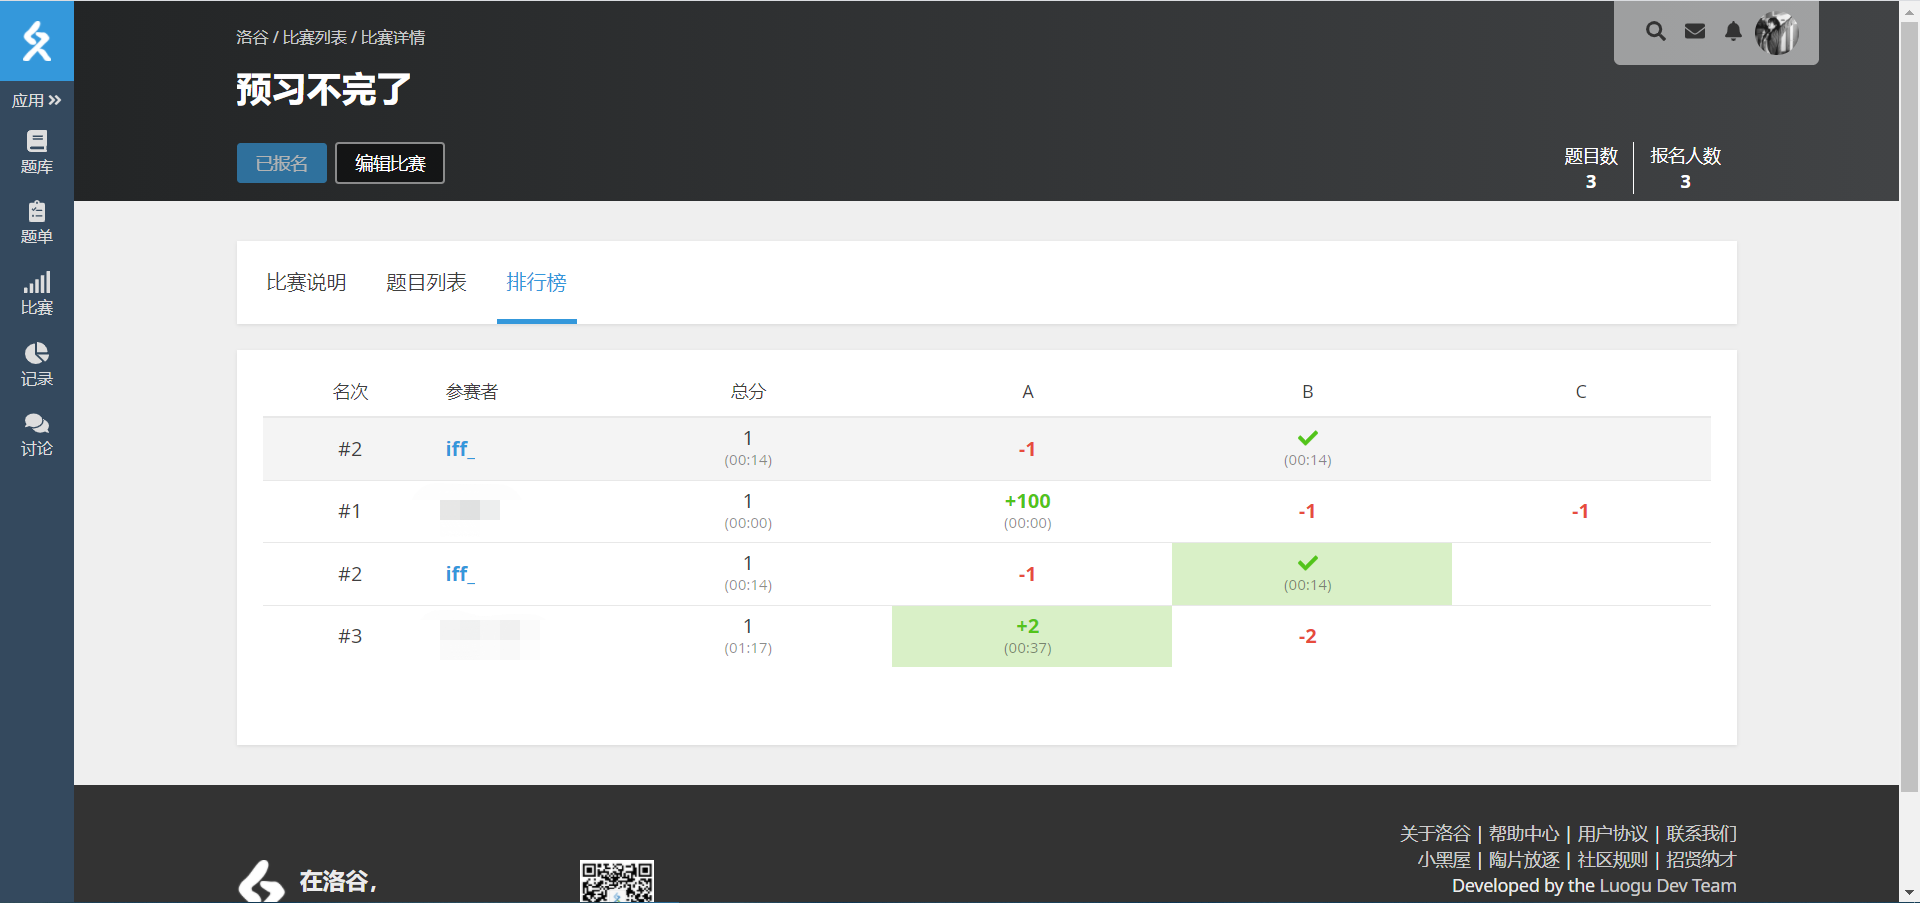 洛谷 / 比赛列表 / 比赛详情
预习不完了
已报名 编辑比赛
题目数 报名人数
3 3
应用
题库
题单
比赛
记录
讨论
比赛说明 题目列表 排行榜
名次 参赛者 总分 A B C
#2 iff_ 1 -1
(00:14) (00:14)
#1 1 +100 -1 -1
(00:00) (00:00)
#2 iff_ 1 -1
(00:14) (00:14)
#3 1 +2 -2
(01:17) (00:37)
在洛谷，
关于洛谷 | 帮助中心 | 用户协议 | 联系我们
小黑屋 | 陶片放逐 | 社区规则 | 招贤纳才
Developed by the Luogu Dev Team